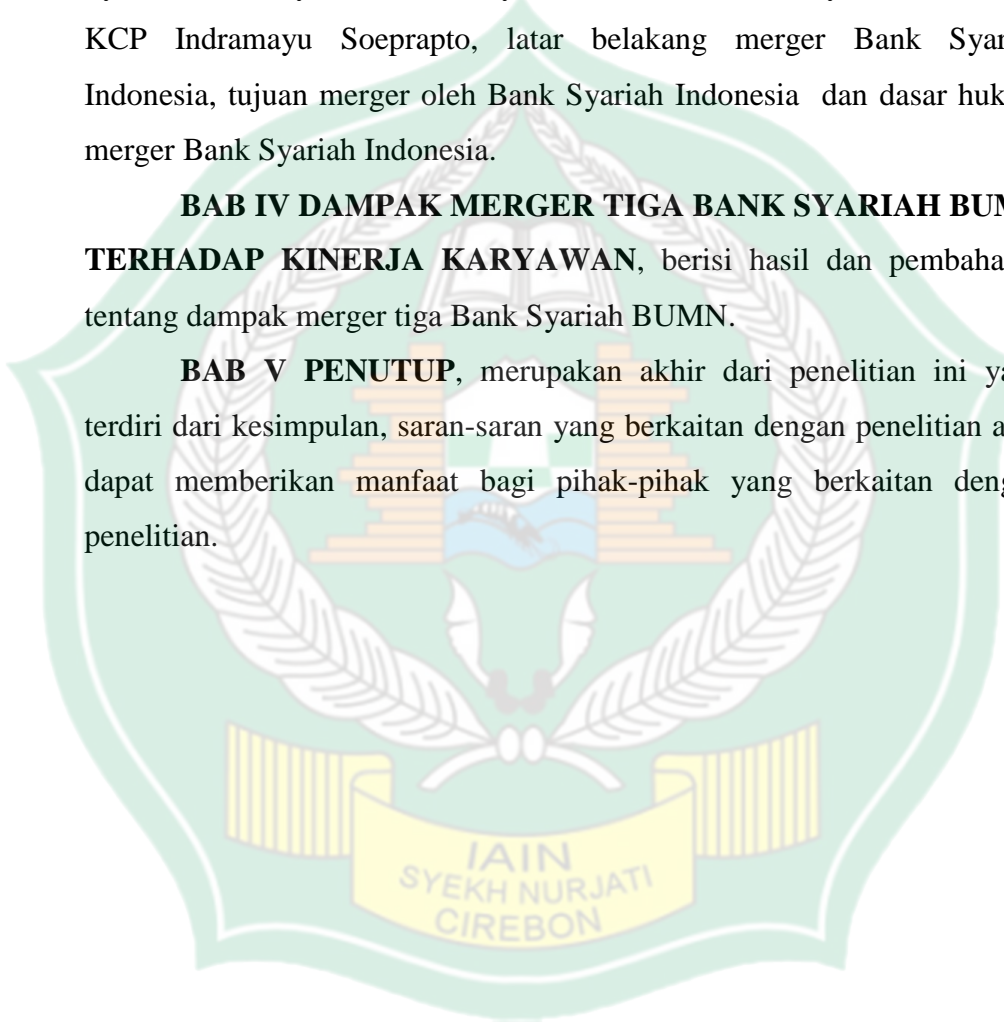 KCP Indramayu Soeprapto, latar belakang merger Bank Syar
Indonesia, tujuan merger oleh Bank Syariah Indonesia dan dasar huk
merger Bank Syariah Indonesia.
BAB IV DAMPAK MERGER TIGA BANK SYARIAH BUM
TERHADAP KINERJA KARYAWAN, berisi hasil dan pembaha
tentang dampak merger tiga Bank Syariah BUMN.
BAB V PENUTUP, merupakan akhir dari penelitian ini ya
terdiri dari kesimpulan, saran-saran yang berkaitan dengan penelitian a
dapat memberikan manfaat bagi pihak-pihak yang berkaitan deng
penelitian.
IAIN
SYEKH NURJATI
CIREBON